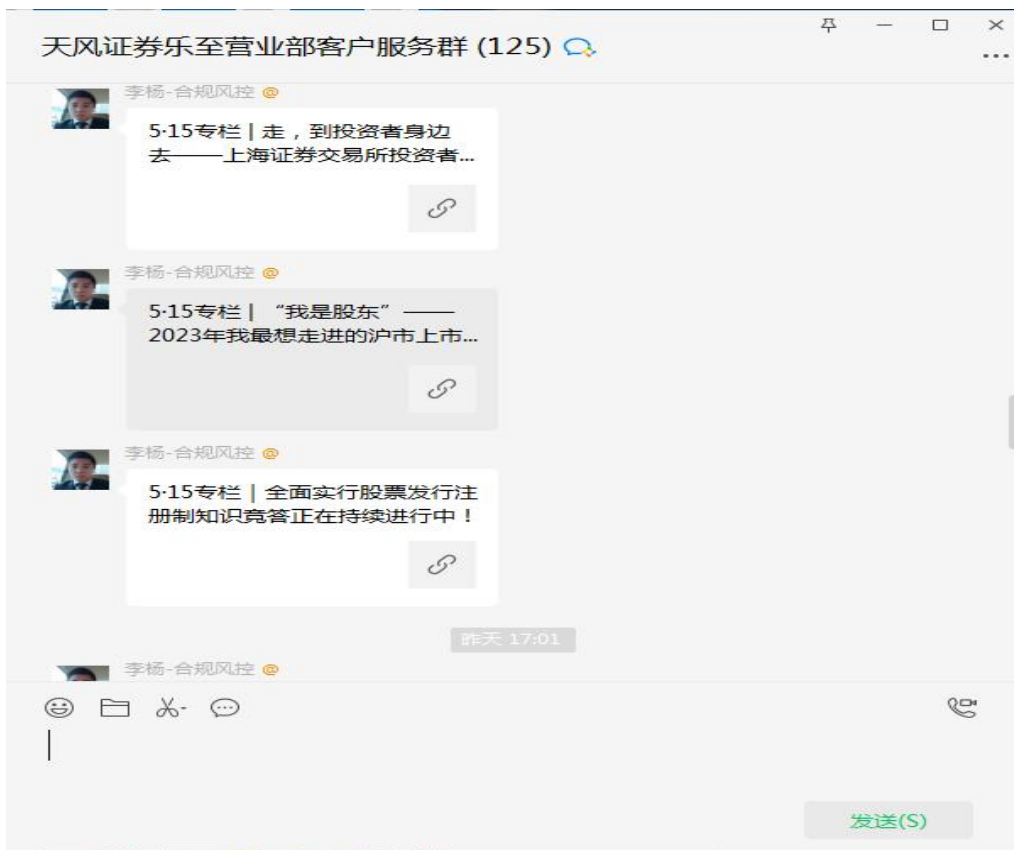 天风证券乐至营业部客户服务群 (125)
李杨-合规风控 @
5·15专栏 | 走，到投资者身边
去——上海证券交易所投资者...
李杨-合规风控 @
5·15专栏 | “我是股东”——
2023年我最想走进的沪市上市...
李杨-合规风控 @
5·15专栏 | 全面实行股票发行注
册制知识竞答正在持续进行中！
昨天 17:01
李杨-合规风控 @
发送(S)